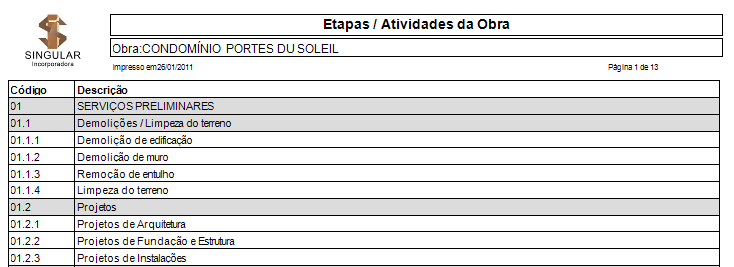 Etapas / Atividades da Obra
SINGULAR
Incorporadora
Obra:CONDOMÍNIO PORTES DU SOLEIL
Impresso em26/01/2011 Página 1 de 13
Código Descrição
01 SERVIÇOS PRELIMINARES
01.1 Demolições / Limpeza do terreno
01.1.1 Demolição de edificação
01.1.2 Demolição de muro
01.1.3 Remoção de entulho
01.1.4 Limpeza do terreno
01.2 Projetos
01.2.1 Projetos de Arquitetura
01.2.2 Projetos de Fundação e Estrutura
01.2.3 Projetos de Instalações